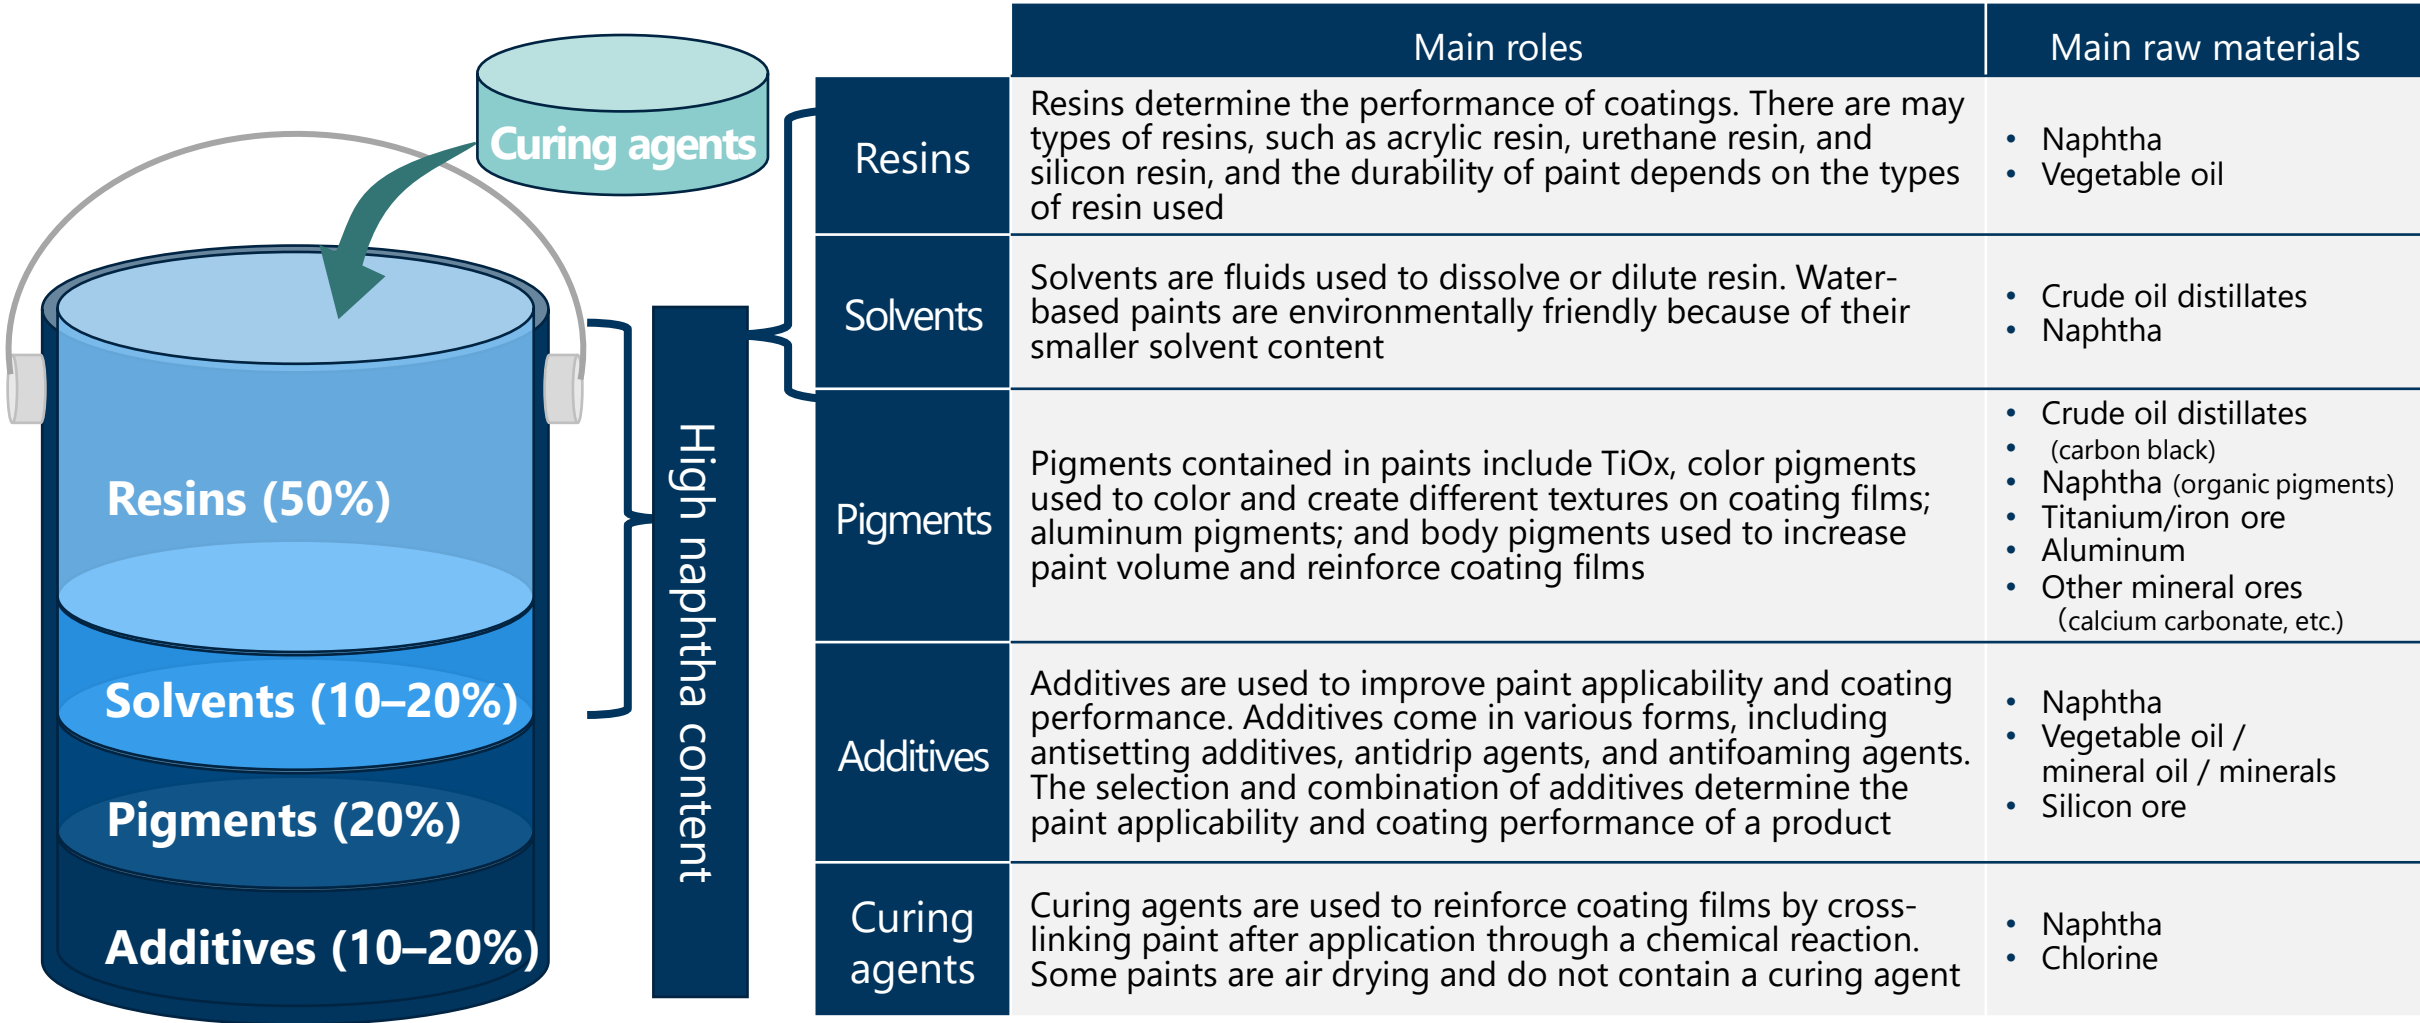 Curing agents
Resins (50%)
Solvents (10–20%)
Pigments (20%)
Additives (10–20%)
High naphtha content
Main roles
Main raw materials
Resins
Resins determine the performance of coatings. There are may
types of resins, such as acrylic resin, urethane resin, and
silicon resin, and the durability of paint depends on the types
of resin used
• Naphtha
• Vegetable oil
Solvents
Solvents are fluids used to dissolve or dilute resin. Water-
based paints are environmentally friendly because of their
smaller solvent content
• Crude oil distillates
• Naphtha
Pigments
Pigments contained in paints include TiOx, color pigments
used to color and create different textures on coating films;
aluminum pigments; and body pigments used to increase
paint volume and reinforce coating films
• Crude oil distillates
• (carbon black)
• Naphtha (organic pigments)
• Titanium/iron ore
• Aluminum
• Other mineral ores
（calcium carbonate, etc.)
Additives
Additives are used to improve paint applicability and coating
performance. Additives come in various forms, including
antisetting additives, antidrip agents, and antifoaming agents.
The selection and combination of additives determine the
paint applicability and coating performance of a product
• Naphtha
• Vegetable oil /
mineral oil / minerals
• Silicon ore
Curing
agents
Curing agents are used to reinforce coating films by cross-
linking paint after application through a chemical reaction.
Some paints are air drying and do not contain a curing agent
• Naphtha
• Chlorine